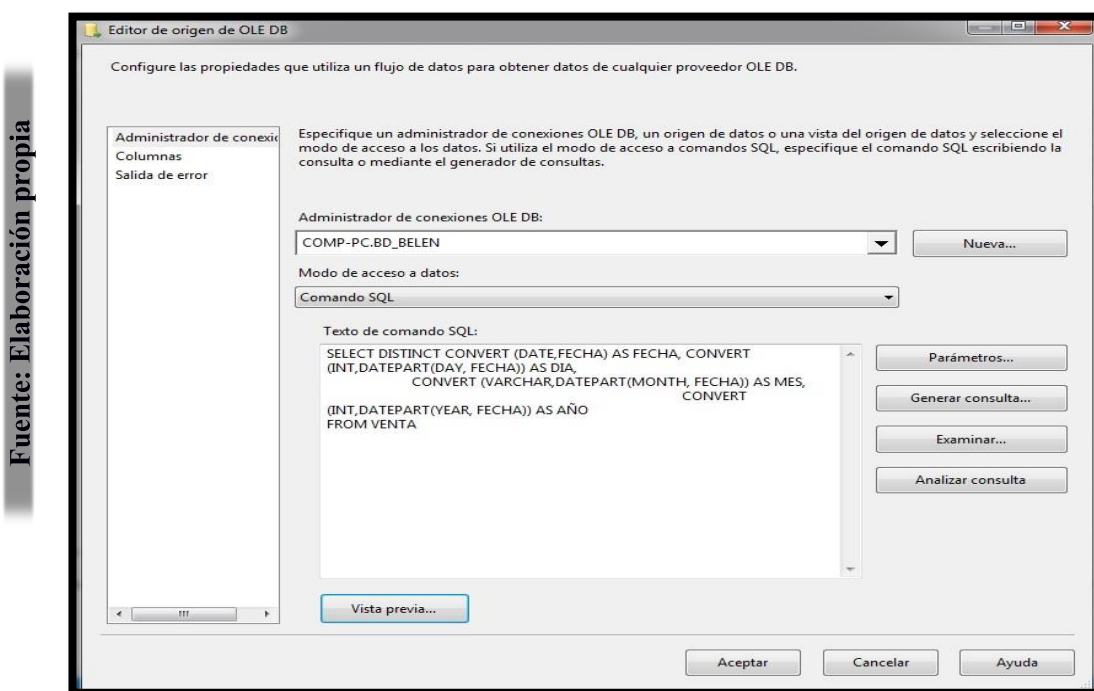 Editor de origen de OLE DB
Configure las propiedades que utiliza un flujo de datos para obtener datos de cualquier proveedor OLE DB.
Administrador de conexio
Columnas
Salida de error
Especifique un administrador de conexiones OLE DB, un origen de datos o una vista del origen de datos y seleccione el
modo de acceso a los datos. Si utiliza el modo de acceso a comandos SQL, especifique el comando SQL escribiendo la
consulta o mediante el generador de consultas.
Administrador de conexiones OLE DB:
COMP-PC.BD_BELEN
Nueva...
Modo de acceso a datos:
Comando SQL
Texto de comando SQL:
SELECT DISTINCT CONVERT (DATE,FECHA) AS FECHA, CONVERT
(INT,DATEPART(DAY, FECHA)) AS DIA,
CONVERT (VARCHAR,DATEPART(MONTH, FECHA)) AS MES,
CONVERT
(INT,DATEPART(YEAR, FECHA)) AS AÑO
FROM VENTA
Parámetros...
Generar consulta...
Examinar...
Analizar consulta
Vista previa...
Aceptar
Cancelar
Ayuda
Fuente: Elaboración propia